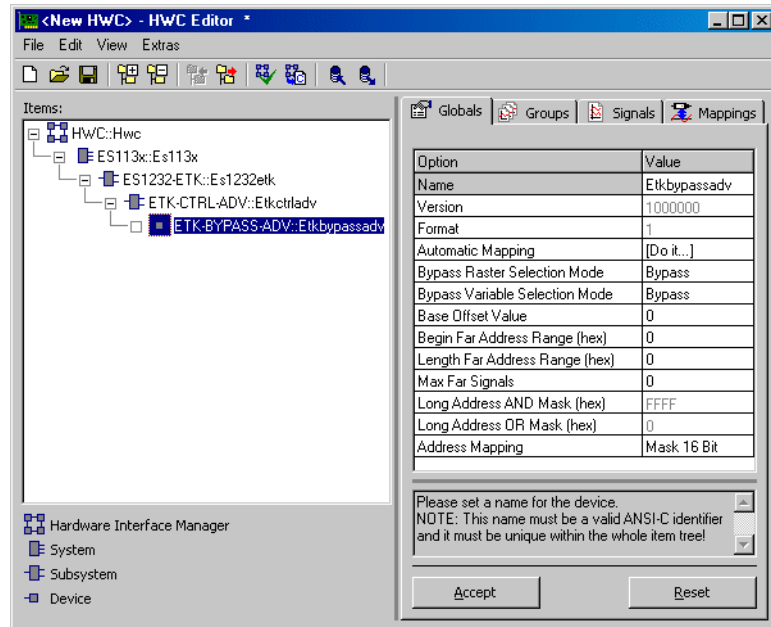 <New HWC> - HWC Editor *
File Edit View Extras
Items:
HWC::Hwc
ES113x::Es113x
ES1232-ETK::Es1232etk
ETK-CTRL-ADV::Etkctrladv
ETK-BYPASS-ADV::Etkbypassadv
Hardware Interface Manager
System
Subsystem
Device
Globals Groups Signals Mappings
Option Value
Name Etkbypassadv
Version 1000000
Format 1
Automatic Mapping [Do it...]
Bypass Raster Selection Mode Bypass
Bypass Variable Selection Mode Bypass
Base Offset Value 0
Begin Far Address Range (hex) 0
Length Far Address Range (hex) 0
Max Far Signals 0
Long Address AND Mask (hex) FFFF
Long Address OR Mask (hex) 0
Address Mapping Mask 16 Bit
Please set a name for the device.
NOTE: This name must be a valid ANSI-C identifier
and it must be unique within the whole item tree!
Accept Reset